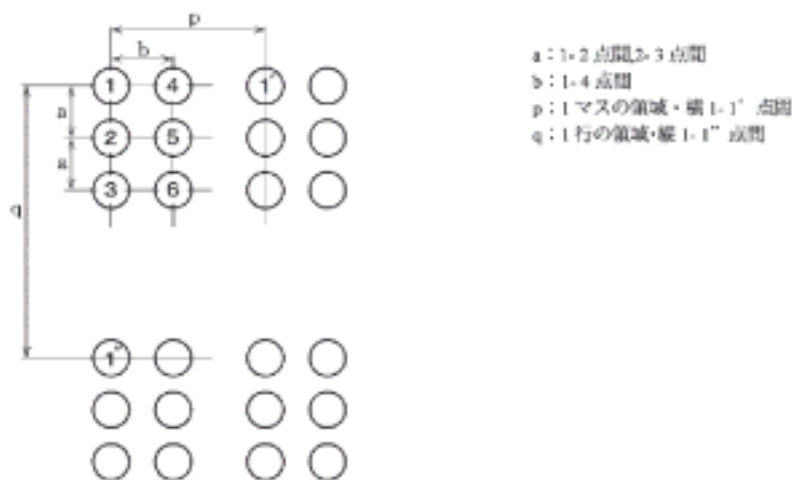 p
b
1 4 1'
a
2 5
a
3 6
q
1"
a：1-2 点間,2-3 点間
b：1-4 点間
p：1 マスの領域・横 1-1’ 点間
q：1 行の領域・縦 1-1” 点間